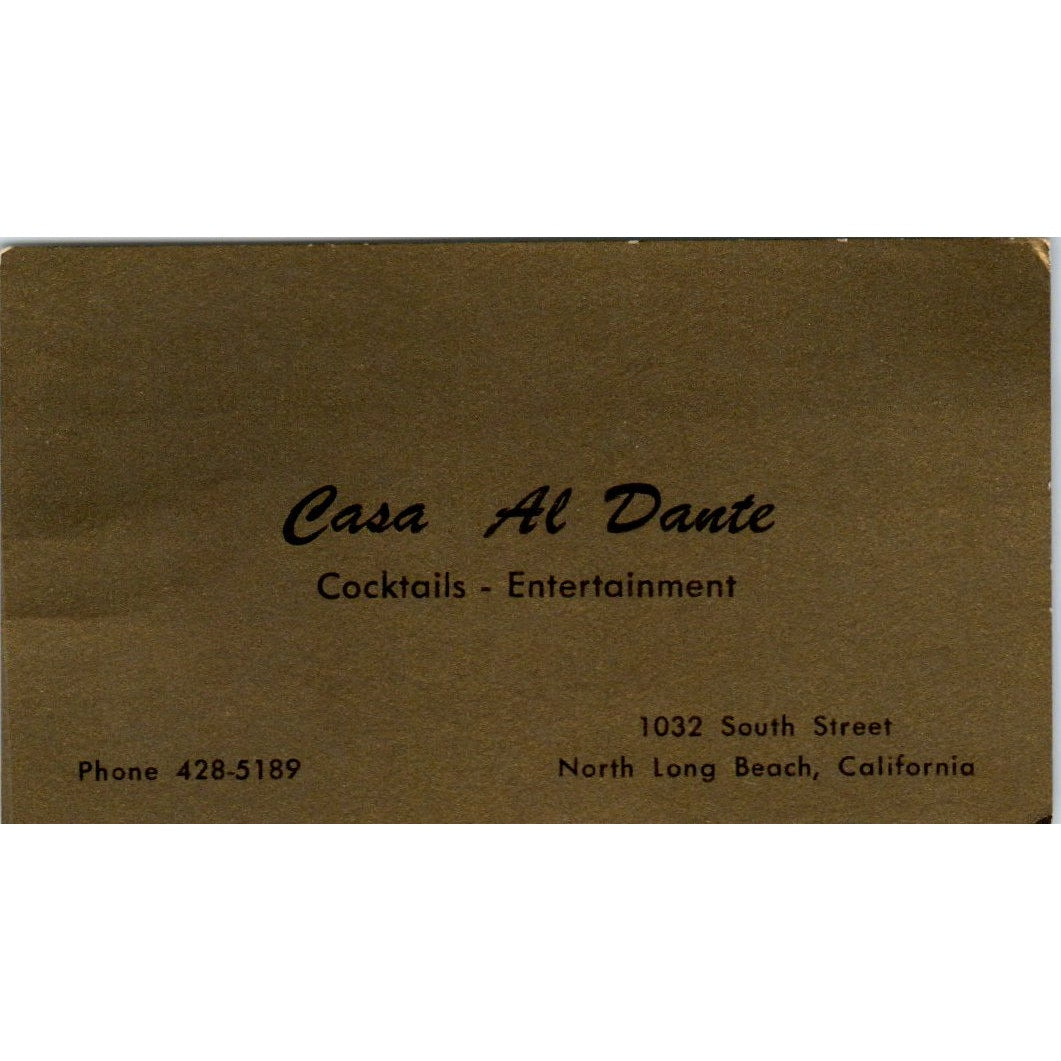 Casa Al Dante
Cocktails - Entertainment
Phone 428-5189
1032 South Street
North Long Beach, California